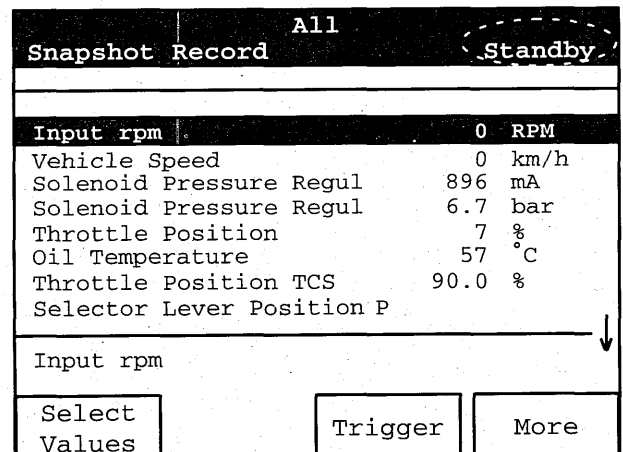 All
Snapshot Record Standby
Input rpm 0 RPM
Vehicle Speed 0 km/h
Solenoid Pressure Regul 896 mA
Solenoid Pressure Regul 6.7 bar
Throttle Position 7 %
Oil Temperature 57 °C
Throttle Position TCS 90.0 %
Selector Lever Position P
Input rpm
Select Values
Trigger
More